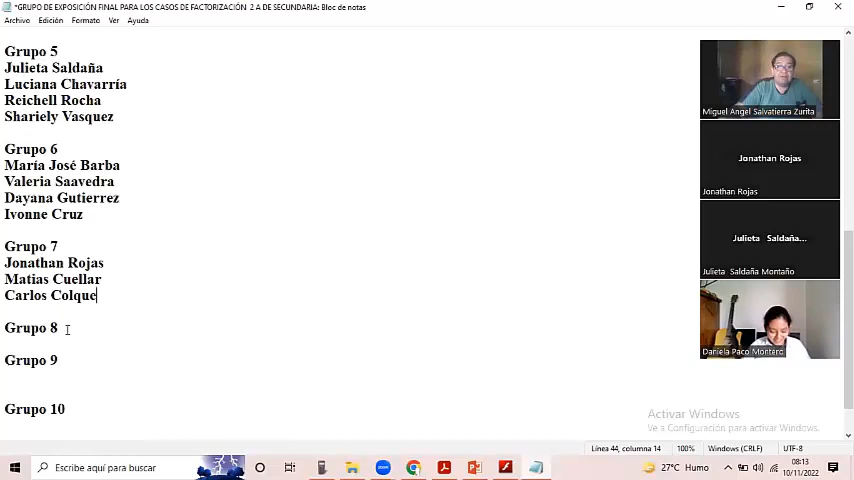 *GRUPO DE EXPOSICIÓN FINAL PARA LOS CASOS DE FACTORIZACIÓN 2 A DE SECUNDARIA: Bloc de notas
Archivo Edición Formato Ver Ayuda
Grupo 5
Julieta Saldaña
Luciana Chavarría
Reichell Rocha
Shariely Vasquez
Grupo 6
María José Barba
Valeria Saavedra
Dayana Gutierrez
Ivonne Cruz
Grupo 7
Jonathan Rojas
Matias Cuellar
Carlos Colque
Grupo 8
Grupo 9
Grupo 10
Miguel Angel Salvatierra Zurita
Jonathan Rojas
Jonathan Rojas
Julieta Saldaña...
Julieta Saldaña Montaño
Daniela Paco Montero
Activar Windows
Ve a Configuración para activar Windows.
Línea 44, columna 14 100% Windows (CRLF) UTF-8
Escribe aquí para buscar
27°C Humo
08:13
10/11/2022